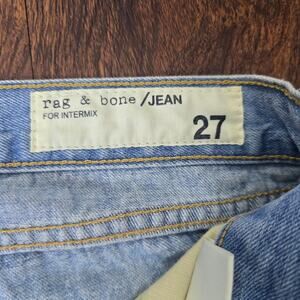 rag & bone /JEAN
FOR INTERMIX
27